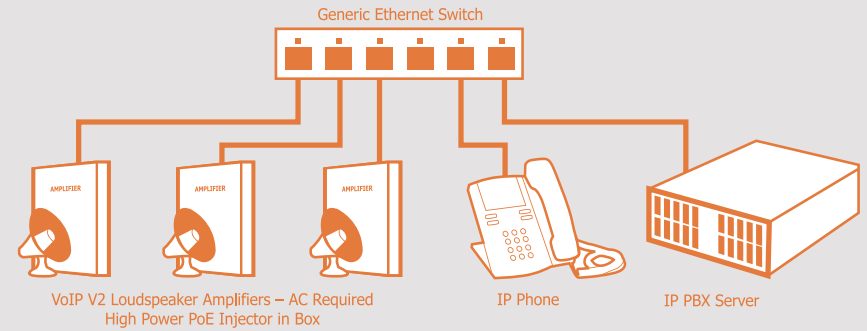 Generic Ethernet Switch
AMPLIFIER
AMPLIFIER
AMPLIFIER
VoIP V2 Loudspeaker Amplifiers – AC Required
High Power PoE Injector in Box
IP Phone
IP PBX Server